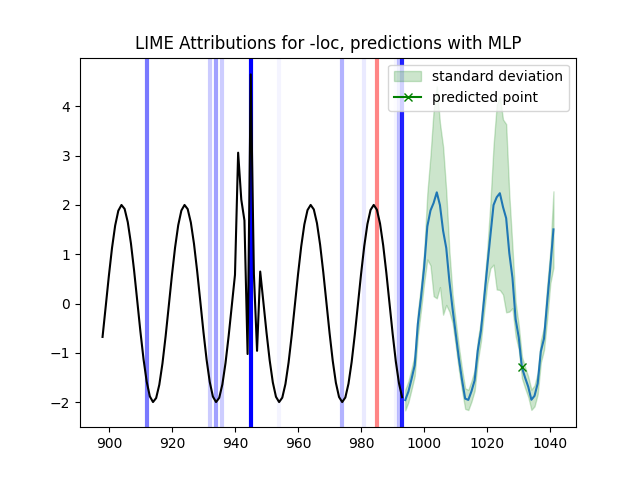 LIME Attributions for -loc, predictions with MLP
standard deviation
predicted point
4
3
2
1
0
−1
−2
900 920 940 960 980 1000 1020 1040